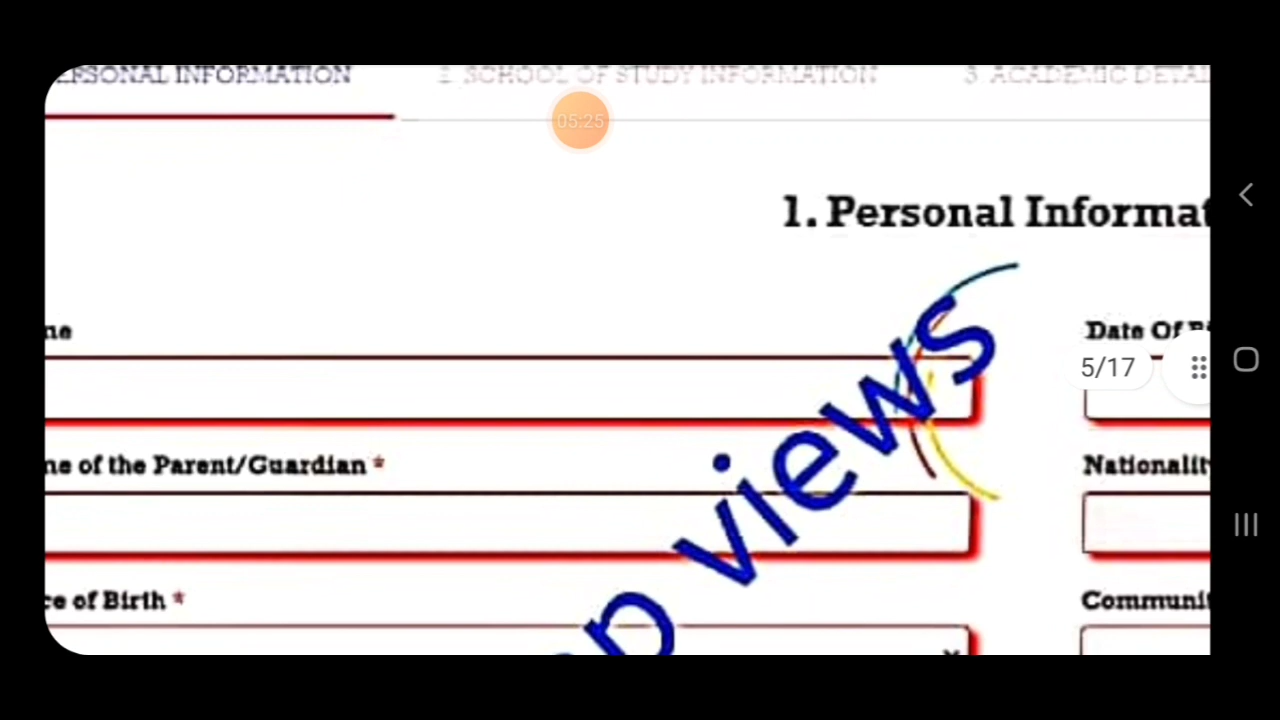 ERSONAL INFORMATION
2. SCHOOL OF STUDY INFORMATION
3. ACADEMIC DETAI
05:25
1. Personal Informat
ne
Date Of Bi
5/17
ne of the Parent/Guardian *
Nationalit
ce of Birth *
Communit
p views